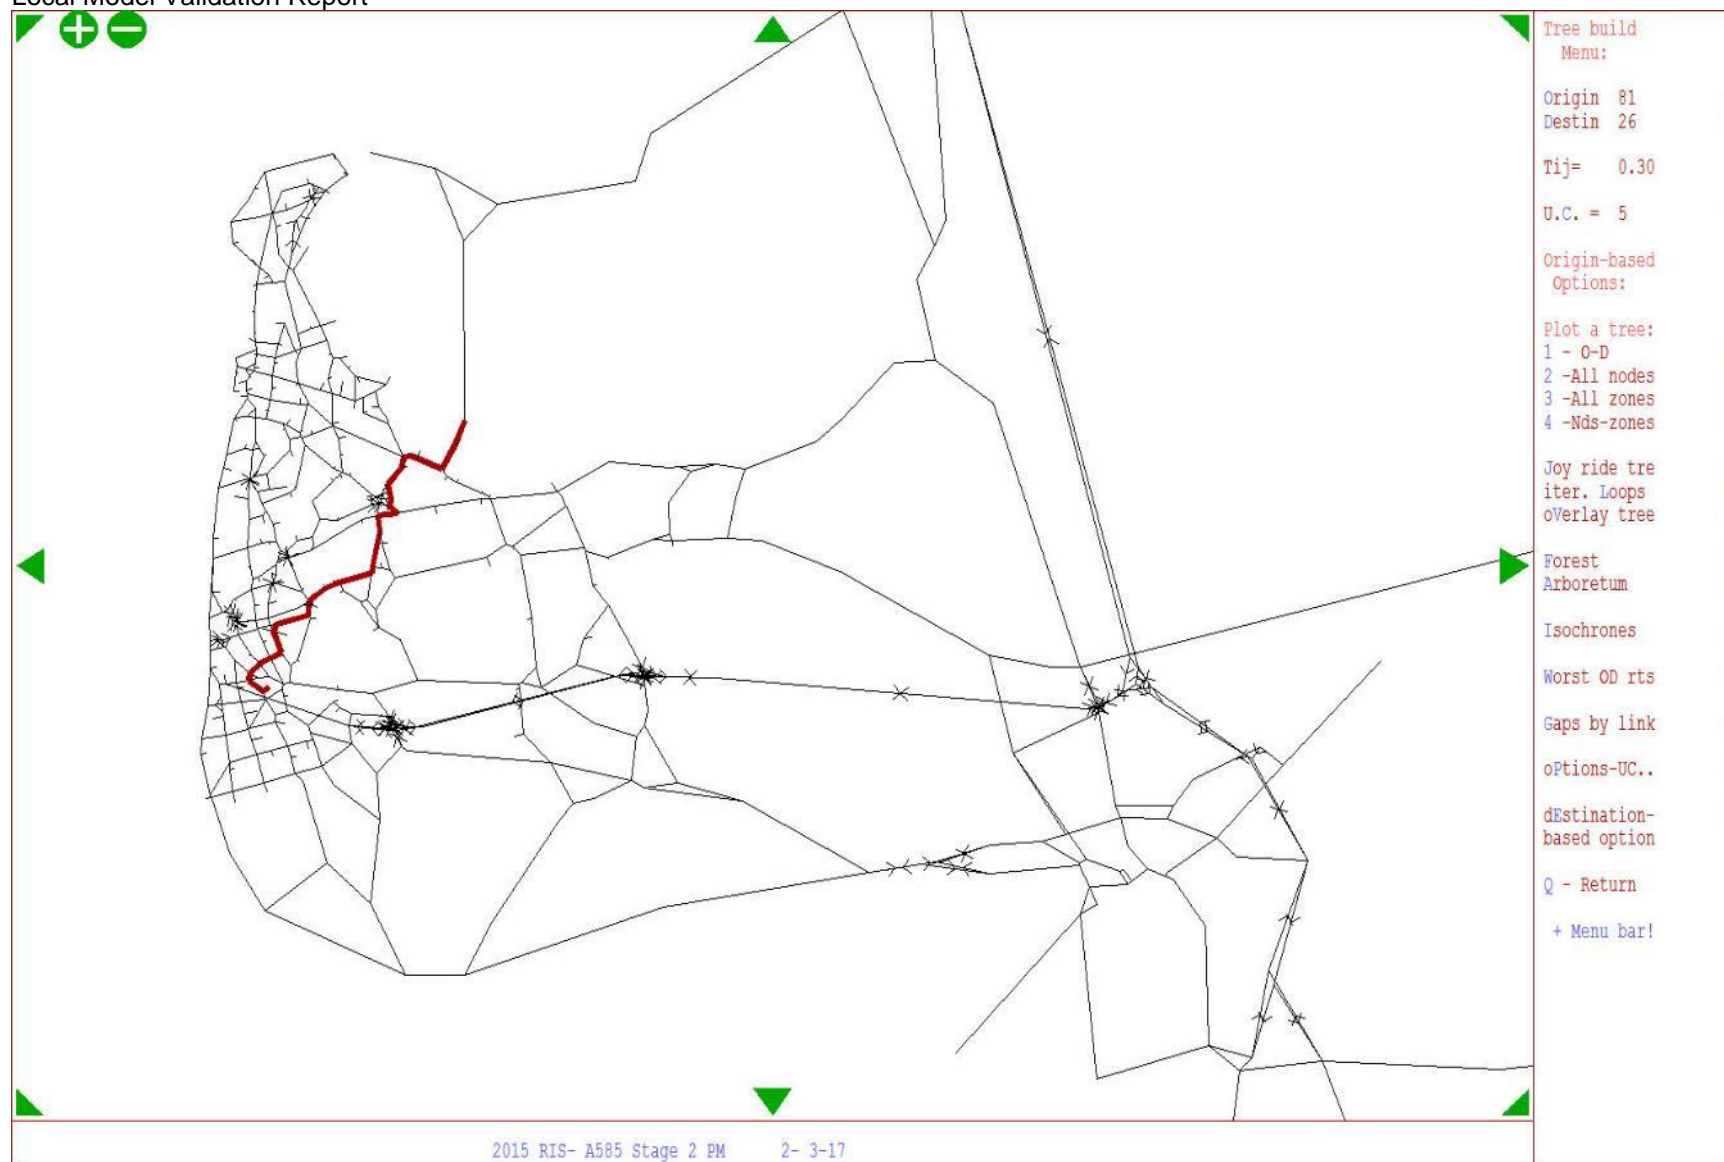 Local Model Validation Report
Tree build
Menu:
Origin 81
Destin 26
Tij= 0.30
U.C. = 5
Origin-based
Options:
Plot a tree:
1 - O-D
2 -All nodes
3 -All zones
4 -Nds-zones
Joy ride tre
iter. Loops
oVerlay tree
Forest
Arboretum
Isochrones
Worst OD rts
Gaps by link
oPtions-UC..
dEstination-
based option
Q - Return
+ Menu bar!
2015 RIS- A585 Stage 2 PM 2- 3-17